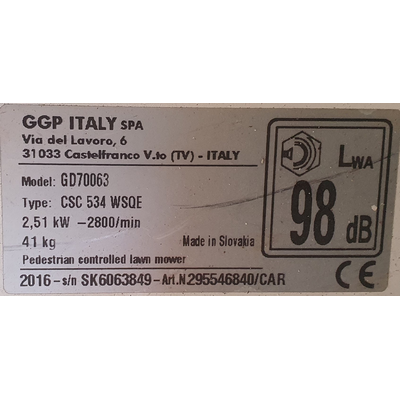 GGP ITALY SPA
Via del Lavoro, 6
31033 Castelfranco V.to (TV) - ITALY
Model: GD70063
Type: CSC 534 WSQE
2,51 kW -2800/min
41 kg
Made in Slovakia
Pedestrian controlled lawn mower
2016-s/n SK6063849-Art.N.295546840/CAR
LWA
98 dB
CE